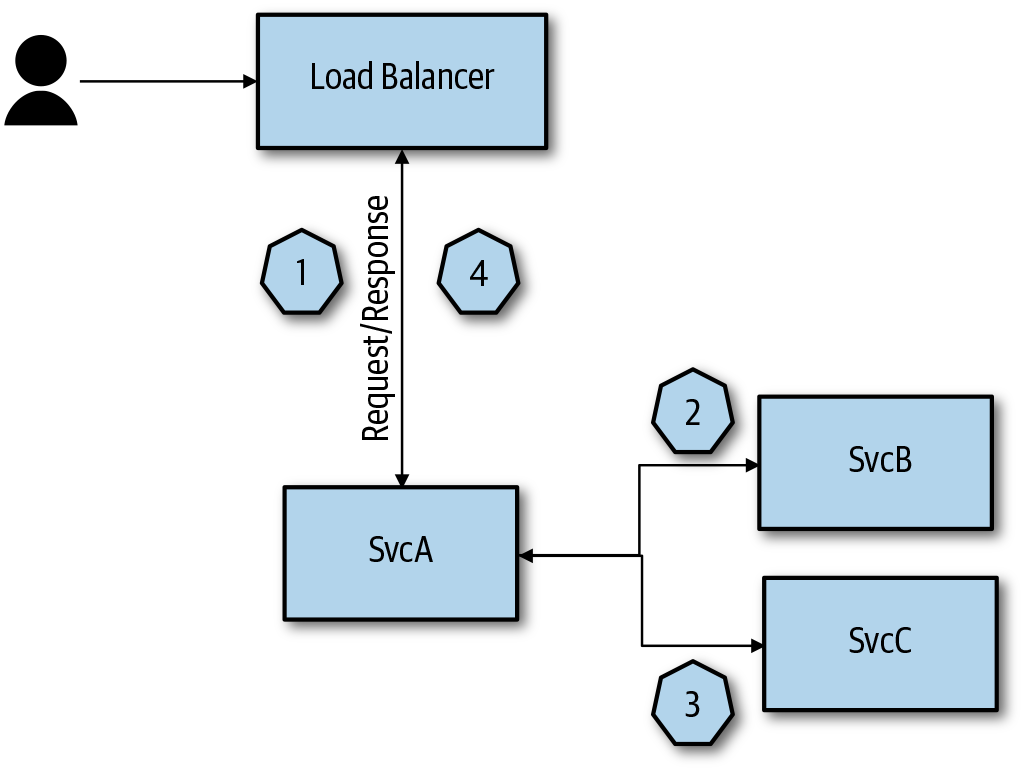 Load Balancer
1
Request/Response
4
2
SvcB
SvcA
SvcC
3